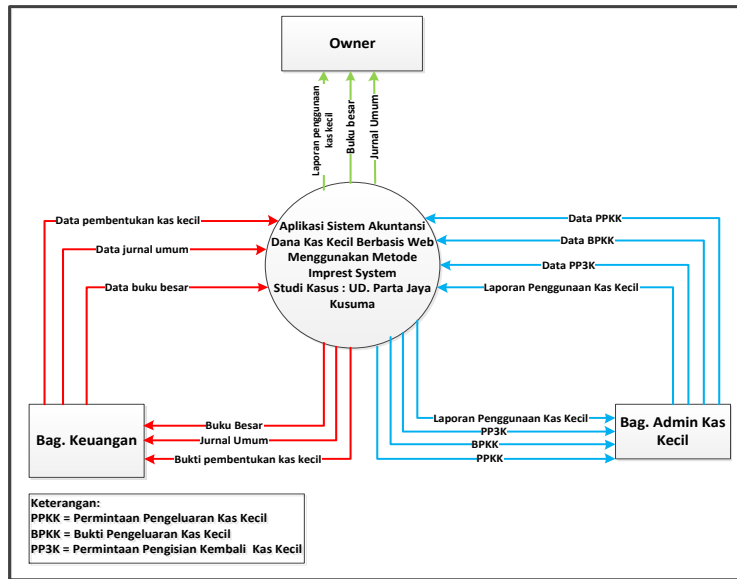 Owner
Laporan penggunaan
kas kecil
Buku besar
Jurnal Umum
Aplikasi Sistem Akuntansi
Dana Kas Kecil Berbasis Web
Menggunakan Metode
Imprest System
Studi Kasus : UD. Parta Jaya
Kusuma
Data pembentukan kas kecil
Data jurnal umum
Data buku besar
Data PPKK
Data BPKK
Data PP3K
Laporan Penggunaan Kas Kecil
Bag. Keuangan
Buku Besar
Jurnal Umum
Bukti pembentukan kas kecil
Laporan Penggunaan Kas Kecil
PP3K
BPKK
PPKK
Bag. Admin Kas
Kecil
Keterangan:
PPKK = Permintaan Pengeluaran Kas Kecil
BPKK = Bukti Pengeluaran Kas Kecil
PP3K = Permintaan Pengisian Kembali Kas Kecil